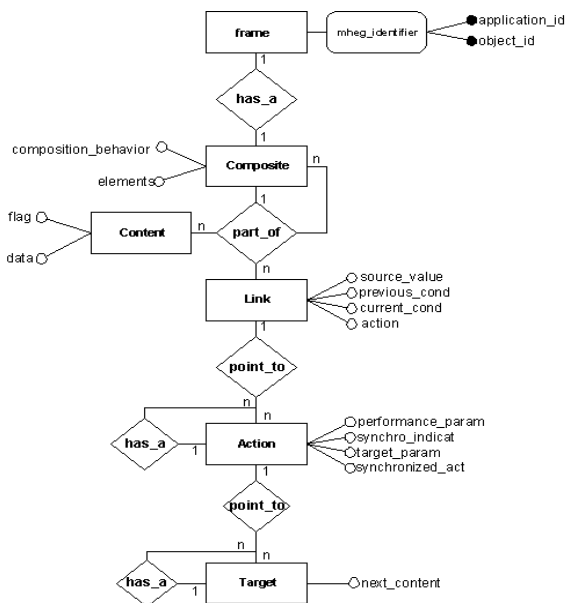 frame
mheg_identifier
application_id
object_id
1
has_a
1
composition_behavior
elements
Composite
n
1
flag
data
Content
n
part_of
n
Link
source_value
previous_cond
current_cond
action
1
point_to
n
n
has_a
1
Action
performance_param
synchro_indicat
target_param
synchronized_act
1
point_to
n
n
has_a
1
Target
next_content